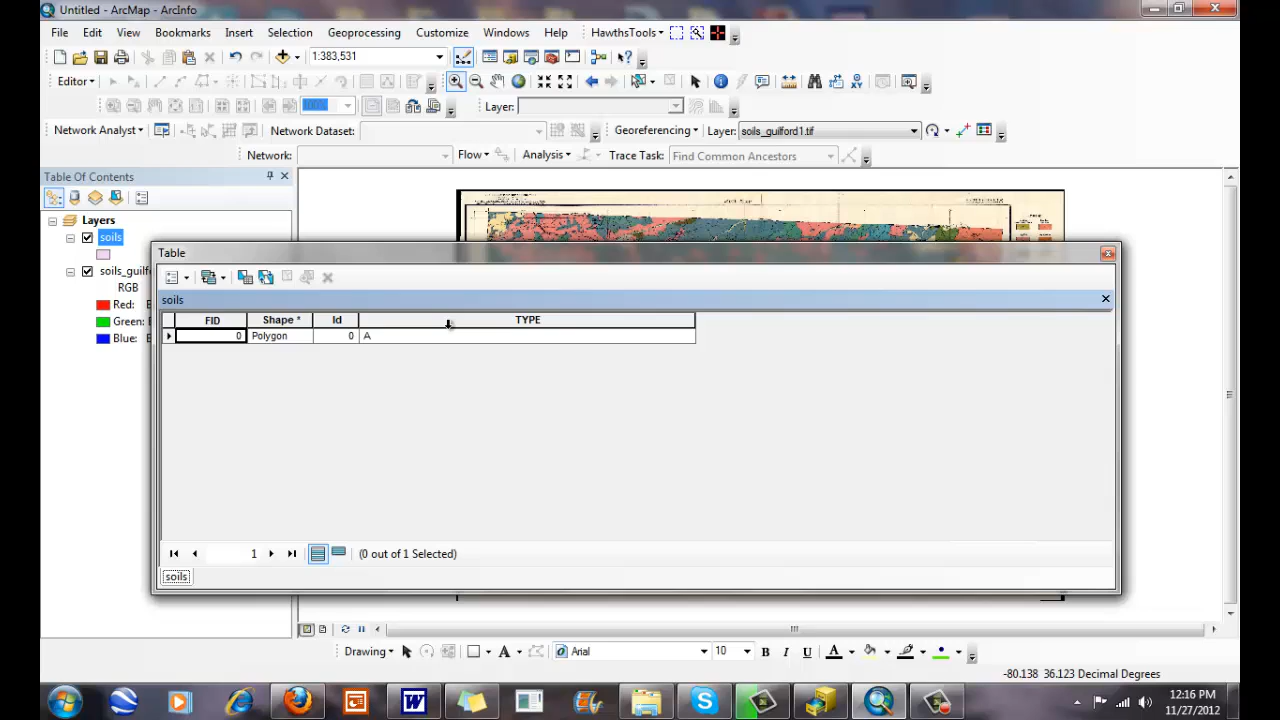 Untitled - ArcMap - ArcInfo
File Edit View Bookmarks Insert Selection Geoprocessing Customize Windows Help HawthsTools
1:383,531
Editor
100%
Layer:
Network Analyst Network Dataset: Georeferencing Layer: soils_guilford1.tif
Network: Flow Analysis Trace Task: Find Common Ancestors
Table Of Contents
Layers
soils
soils_guilf
RGB
Red:
Green:
Blue:
Table
soils
FID Shape * Id TYPE
0 Polygon 0 A
1 (0 out of 1 Selected)
soils
Drawing Arial 10 B I U A
-80.138 36.123 Decimal Degrees
12:16 PM
11/27/2012